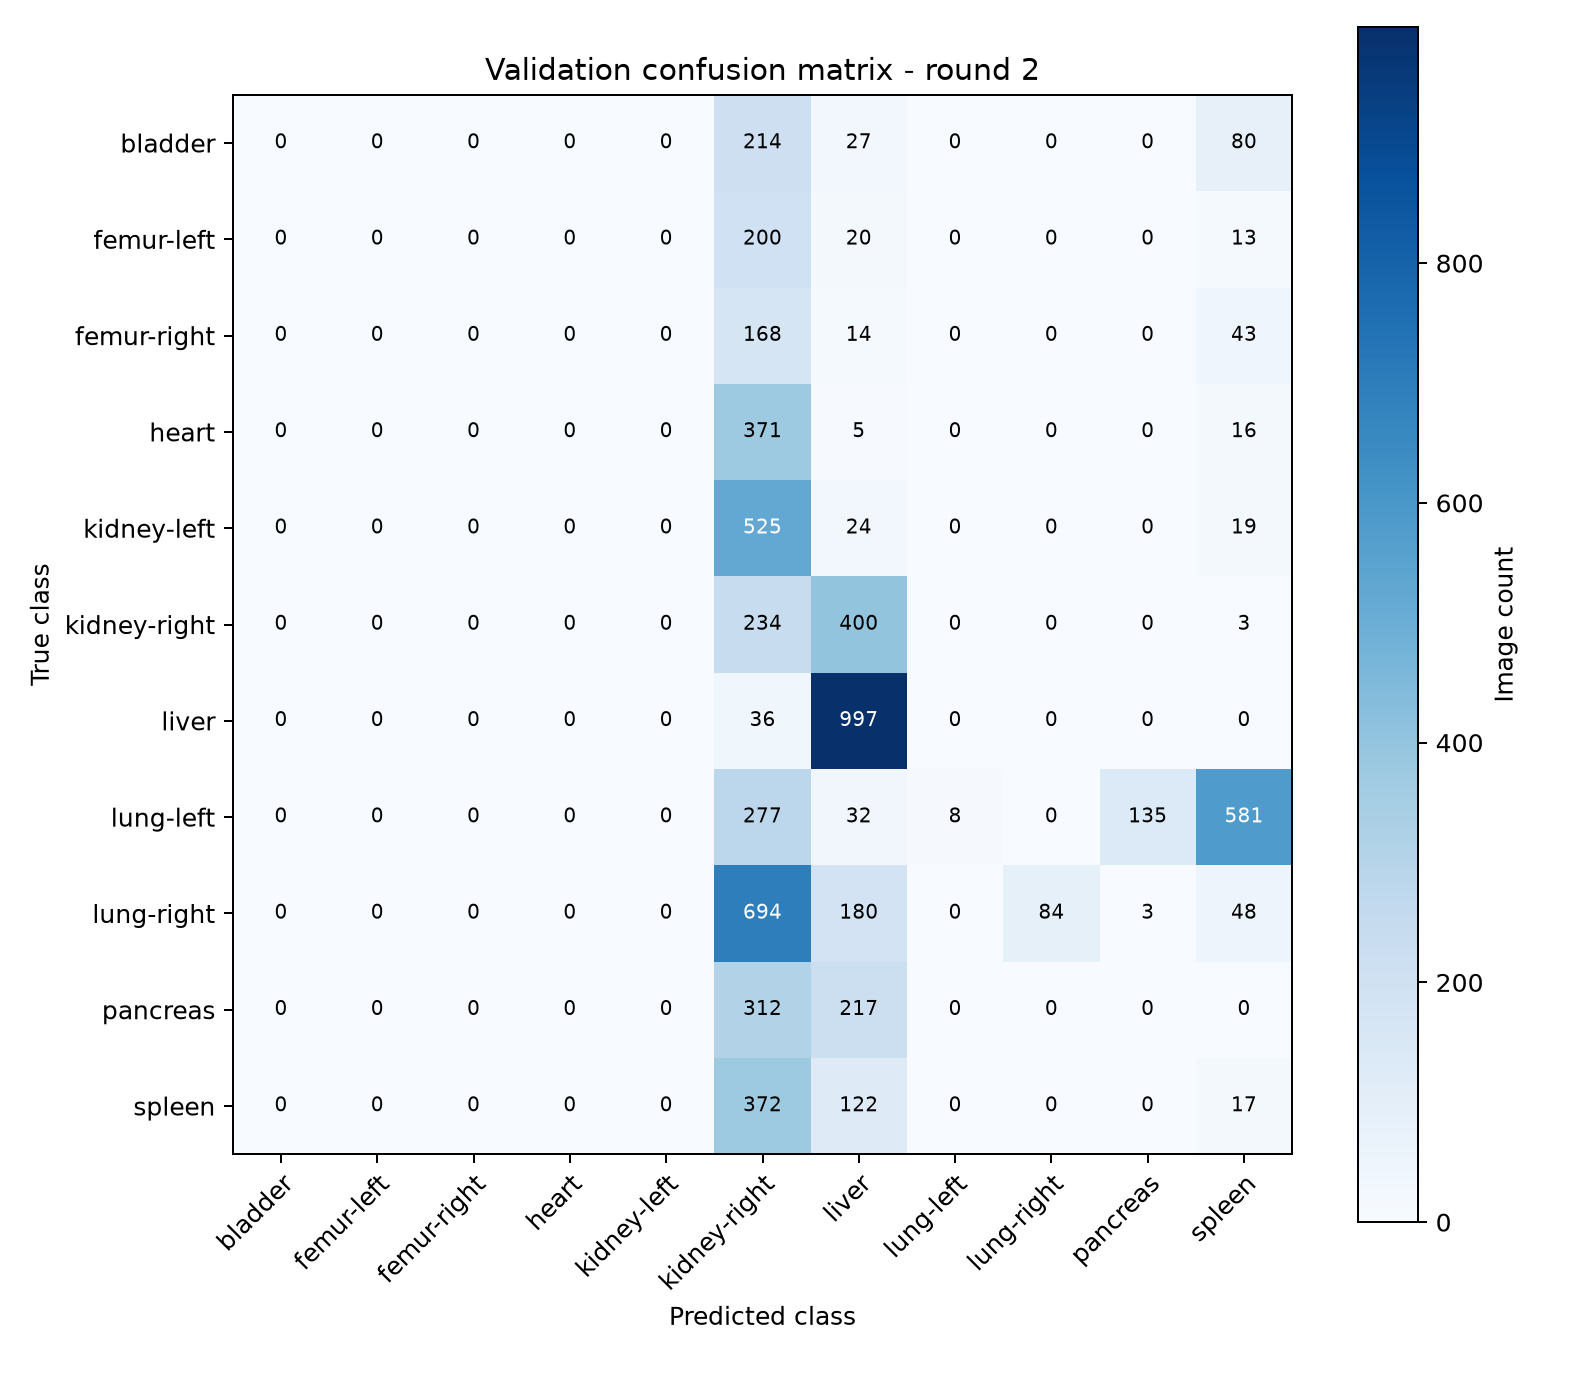 Validation confusion matrix - round 2
bladder 0 0 0 0 0 214 27 0 0 0 80
femur-left 0 0 0 0 0 200 20 0 0 0 13
femur-right 0 0 0 0 0 168 14 0 0 0 43
heart 0 0 0 0 0 371 5 0 0 0 16
kidney-left 0 0 0 0 0 525 24 0 0 0 19
kidney-right 0 0 0 0 0 234 400 0 0 0 3
liver 0 0 0 0 0 36 997 0 0 0 0
lung-left 0 0 0 0 0 277 32 8 0 135 581
lung-right 0 0 0 0 0 694 180 0 84 3 48
pancreas 0 0 0 0 0 312 217 0 0 0 0
spleen 0 0 0 0 0 372 122 0 0 0 17
True class
bladder femur-left femur-right heart kidney-left kidney-right liver lung-left lung-right pancreas spleen
Predicted class
800
600
400
200
0
Image count